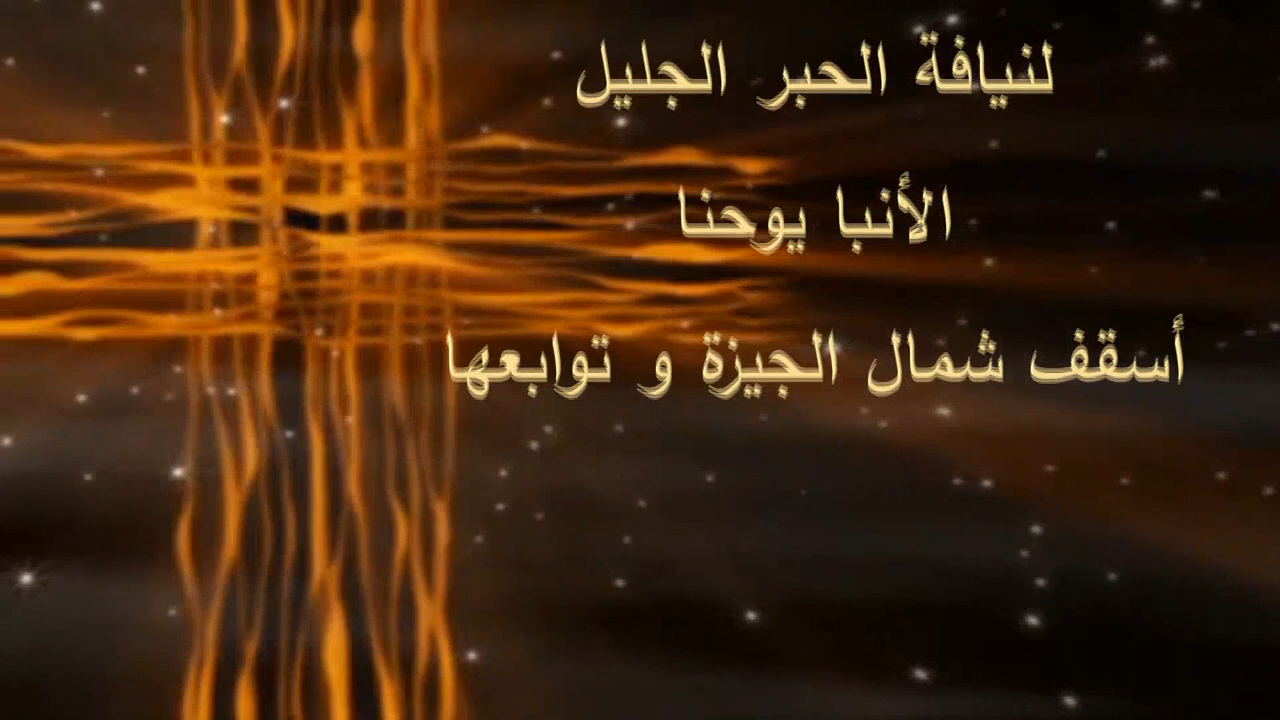 لنيافة الحبر الجليل
الأنبا يوحنا
أسقف شمال الجيزة و توابعها